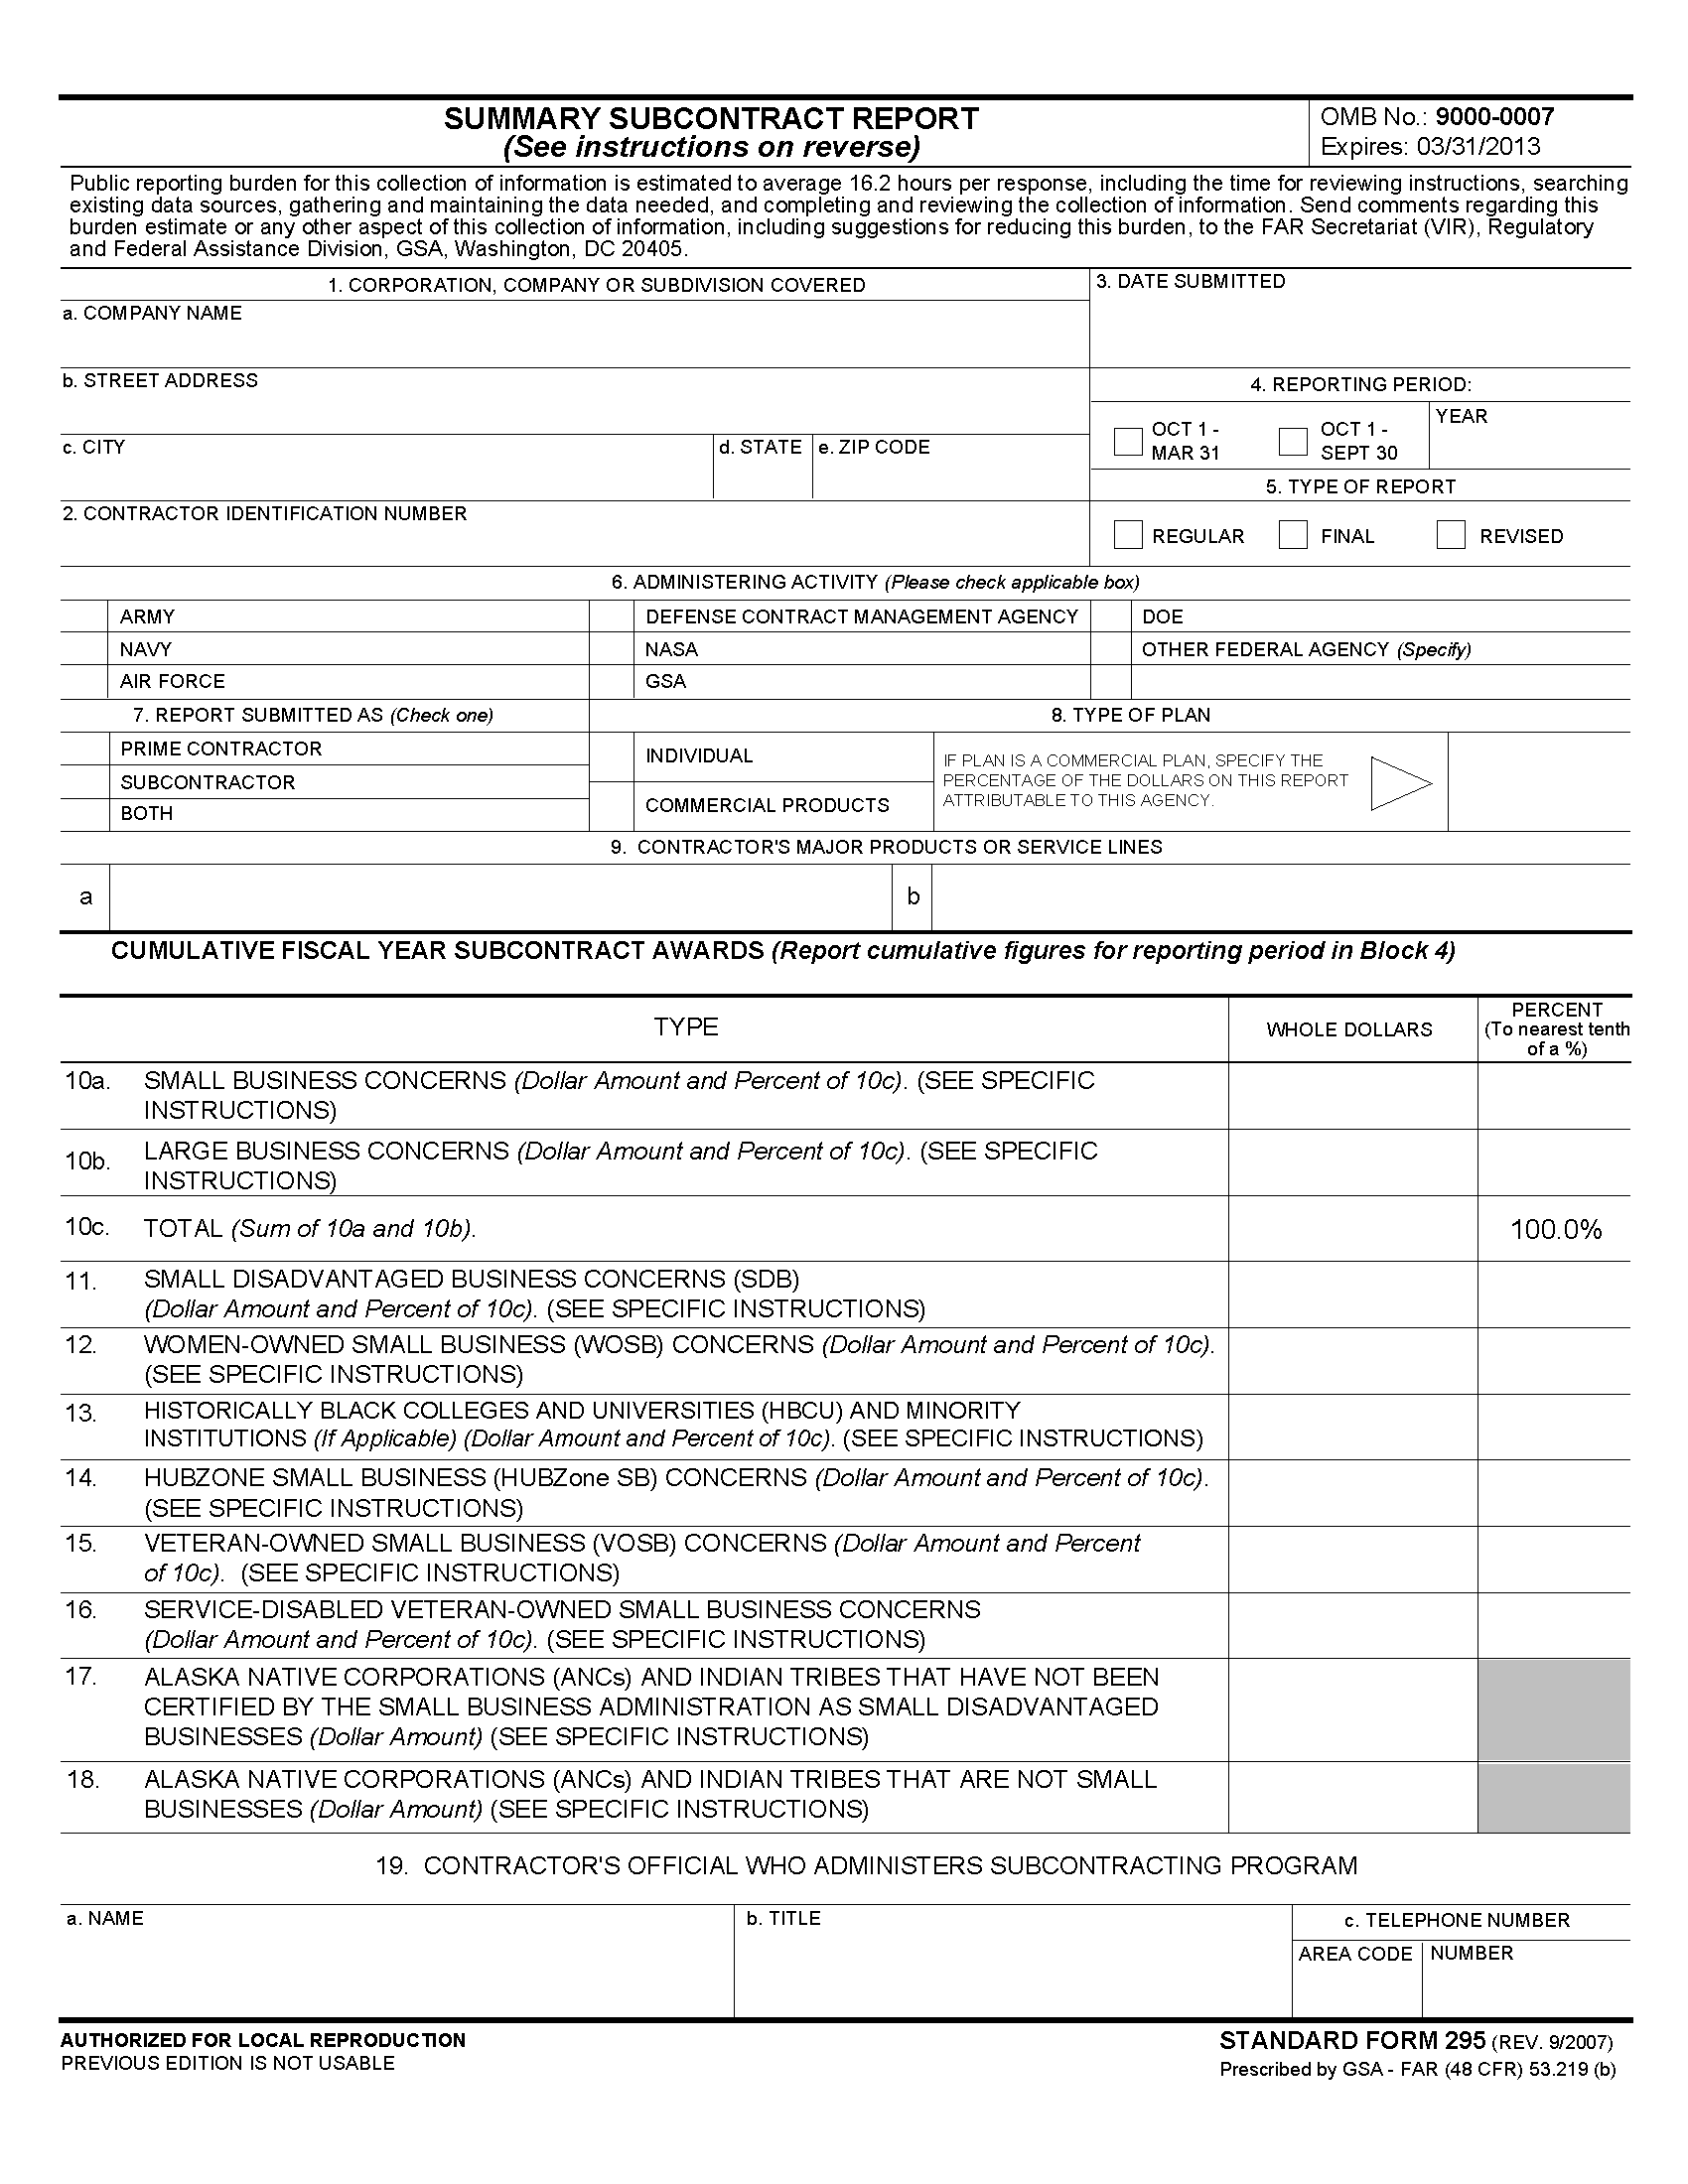 SUMMARY SUBCONTRACT REPORT
(See instructions on reverse)
OMB No.: 9000-0007
Expires: 03/31/2013
Public reporting burden for this collection of information is estimated to average 16.2 hours per response, including the time for reviewing instructions, searching
existing data sources, gathering and maintaining the data needed, and completing and reviewing the collection of information. Send comments regarding this
burden estimate or any other aspect of this collection of information, including suggestions for reducing this burden, to the FAR Secretariat (VIR), Regulatory
and Federal Assistance Division, GSA, Washington, DC 20405.
1. CORPORATION, COMPANY OR SUBDIVISION COVERED
a. COMPANY NAME
b. STREET ADDRESS
c. CITY
d. STATE
e. ZIP CODE
2. CONTRACTOR IDENTIFICATION NUMBER
3. DATE SUBMITTED
4. REPORTING PERIOD:
OCT 1 -
MAR 31
OCT 1 -
SEPT 30
YEAR
5. TYPE OF REPORT
REGULAR
FINAL
REVISED
6. ADMINISTERING ACTIVITY (Please check applicable box)
ARMY
DEFENSE CONTRACT MANAGEMENT AGENCY
DOE
NAVY
NASA
OTHER FEDERAL AGENCY (Specify)
AIR FORCE
GSA
7. REPORT SUBMITTED AS (Check one)
PRIME CONTRACTOR
SUBCONTRACTOR
BOTH
8. TYPE OF PLAN
INDIVIDUAL
COMMERCIAL PRODUCTS
IF PLAN IS A COMMERCIAL PLAN, SPECIFY THE
PERCENTAGE OF THE DOLLARS ON THIS REPORT
ATTRIBUTABLE TO THIS AGENCY.
9. CONTRACTOR'S MAJOR PRODUCTS OR SERVICE LINES
a
b
CUMULATIVE FISCAL YEAR SUBCONTRACT AWARDS (Report cumulative figures for reporting period in Block 4)
TYPE
WHOLE DOLLARS
PERCENT
(To nearest tenth
of a %)
10a. SMALL BUSINESS CONCERNS (Dollar Amount and Percent of 10c). (SEE SPECIFIC
INSTRUCTIONS)
10b. LARGE BUSINESS CONCERNS (Dollar Amount and Percent of 10c). (SEE SPECIFIC
INSTRUCTIONS)
10c. TOTAL (Sum of 10a and 10b).
100.0%
11. SMALL DISADVANTAGED BUSINESS CONCERNS (SDB)
(Dollar Amount and Percent of 10c). (SEE SPECIFIC INSTRUCTIONS)
12. WOMEN-OWNED SMALL BUSINESS (WOSB) CONCERNS (Dollar Amount and Percent of 10c).
(SEE SPECIFIC INSTRUCTIONS)
13. HISTORICALLY BLACK COLLEGES AND UNIVERSITIES (HBCU) AND MINORITY
INSTITUTIONS (If Applicable) (Dollar Amount and Percent of 10c). (SEE SPECIFIC INSTRUCTIONS)
14. HUBZONE SMALL BUSINESS (HUBZone SB) CONCERNS (Dollar Amount and Percent of 10c).
(SEE SPECIFIC INSTRUCTIONS)
15. VETERAN-OWNED SMALL BUSINESS (VOSB) CONCERNS (Dollar Amount and Percent
of 10c). (SEE SPECIFIC INSTRUCTIONS)
16. SERVICE-DISABLED VETERAN-OWNED SMALL BUSINESS CONCERNS
(Dollar Amount and Percent of 10c). (SEE SPECIFIC INSTRUCTIONS)
17. ALASKA NATIVE CORPORATIONS (ANCs) AND INDIAN TRIBES THAT HAVE NOT BEEN
CERTIFIED BY THE SMALL BUSINESS ADMINISTRATION AS SMALL DISADVANTAGED
BUSINESSES (Dollar Amount) (SEE SPECIFIC INSTRUCTIONS)
18. ALASKA NATIVE CORPORATIONS (ANCs) AND INDIAN TRIBES THAT ARE NOT SMALL
BUSINESSES (Dollar Amount) (SEE SPECIFIC INSTRUCTIONS)
19. CONTRACTOR'S OFFICIAL WHO ADMINISTERS SUBCONTRACTING PROGRAM
a. NAME
b. TITLE
c. TELEPHONE NUMBER
AREA CODE
NUMBER
AUTHORIZED FOR LOCAL REPRODUCTION
PREVIOUS EDITION IS NOT USABLE
STANDARD FORM 295 (REV. 9/2007)
Prescribed by GSA - FAR (48 CFR) 53.219 (b)